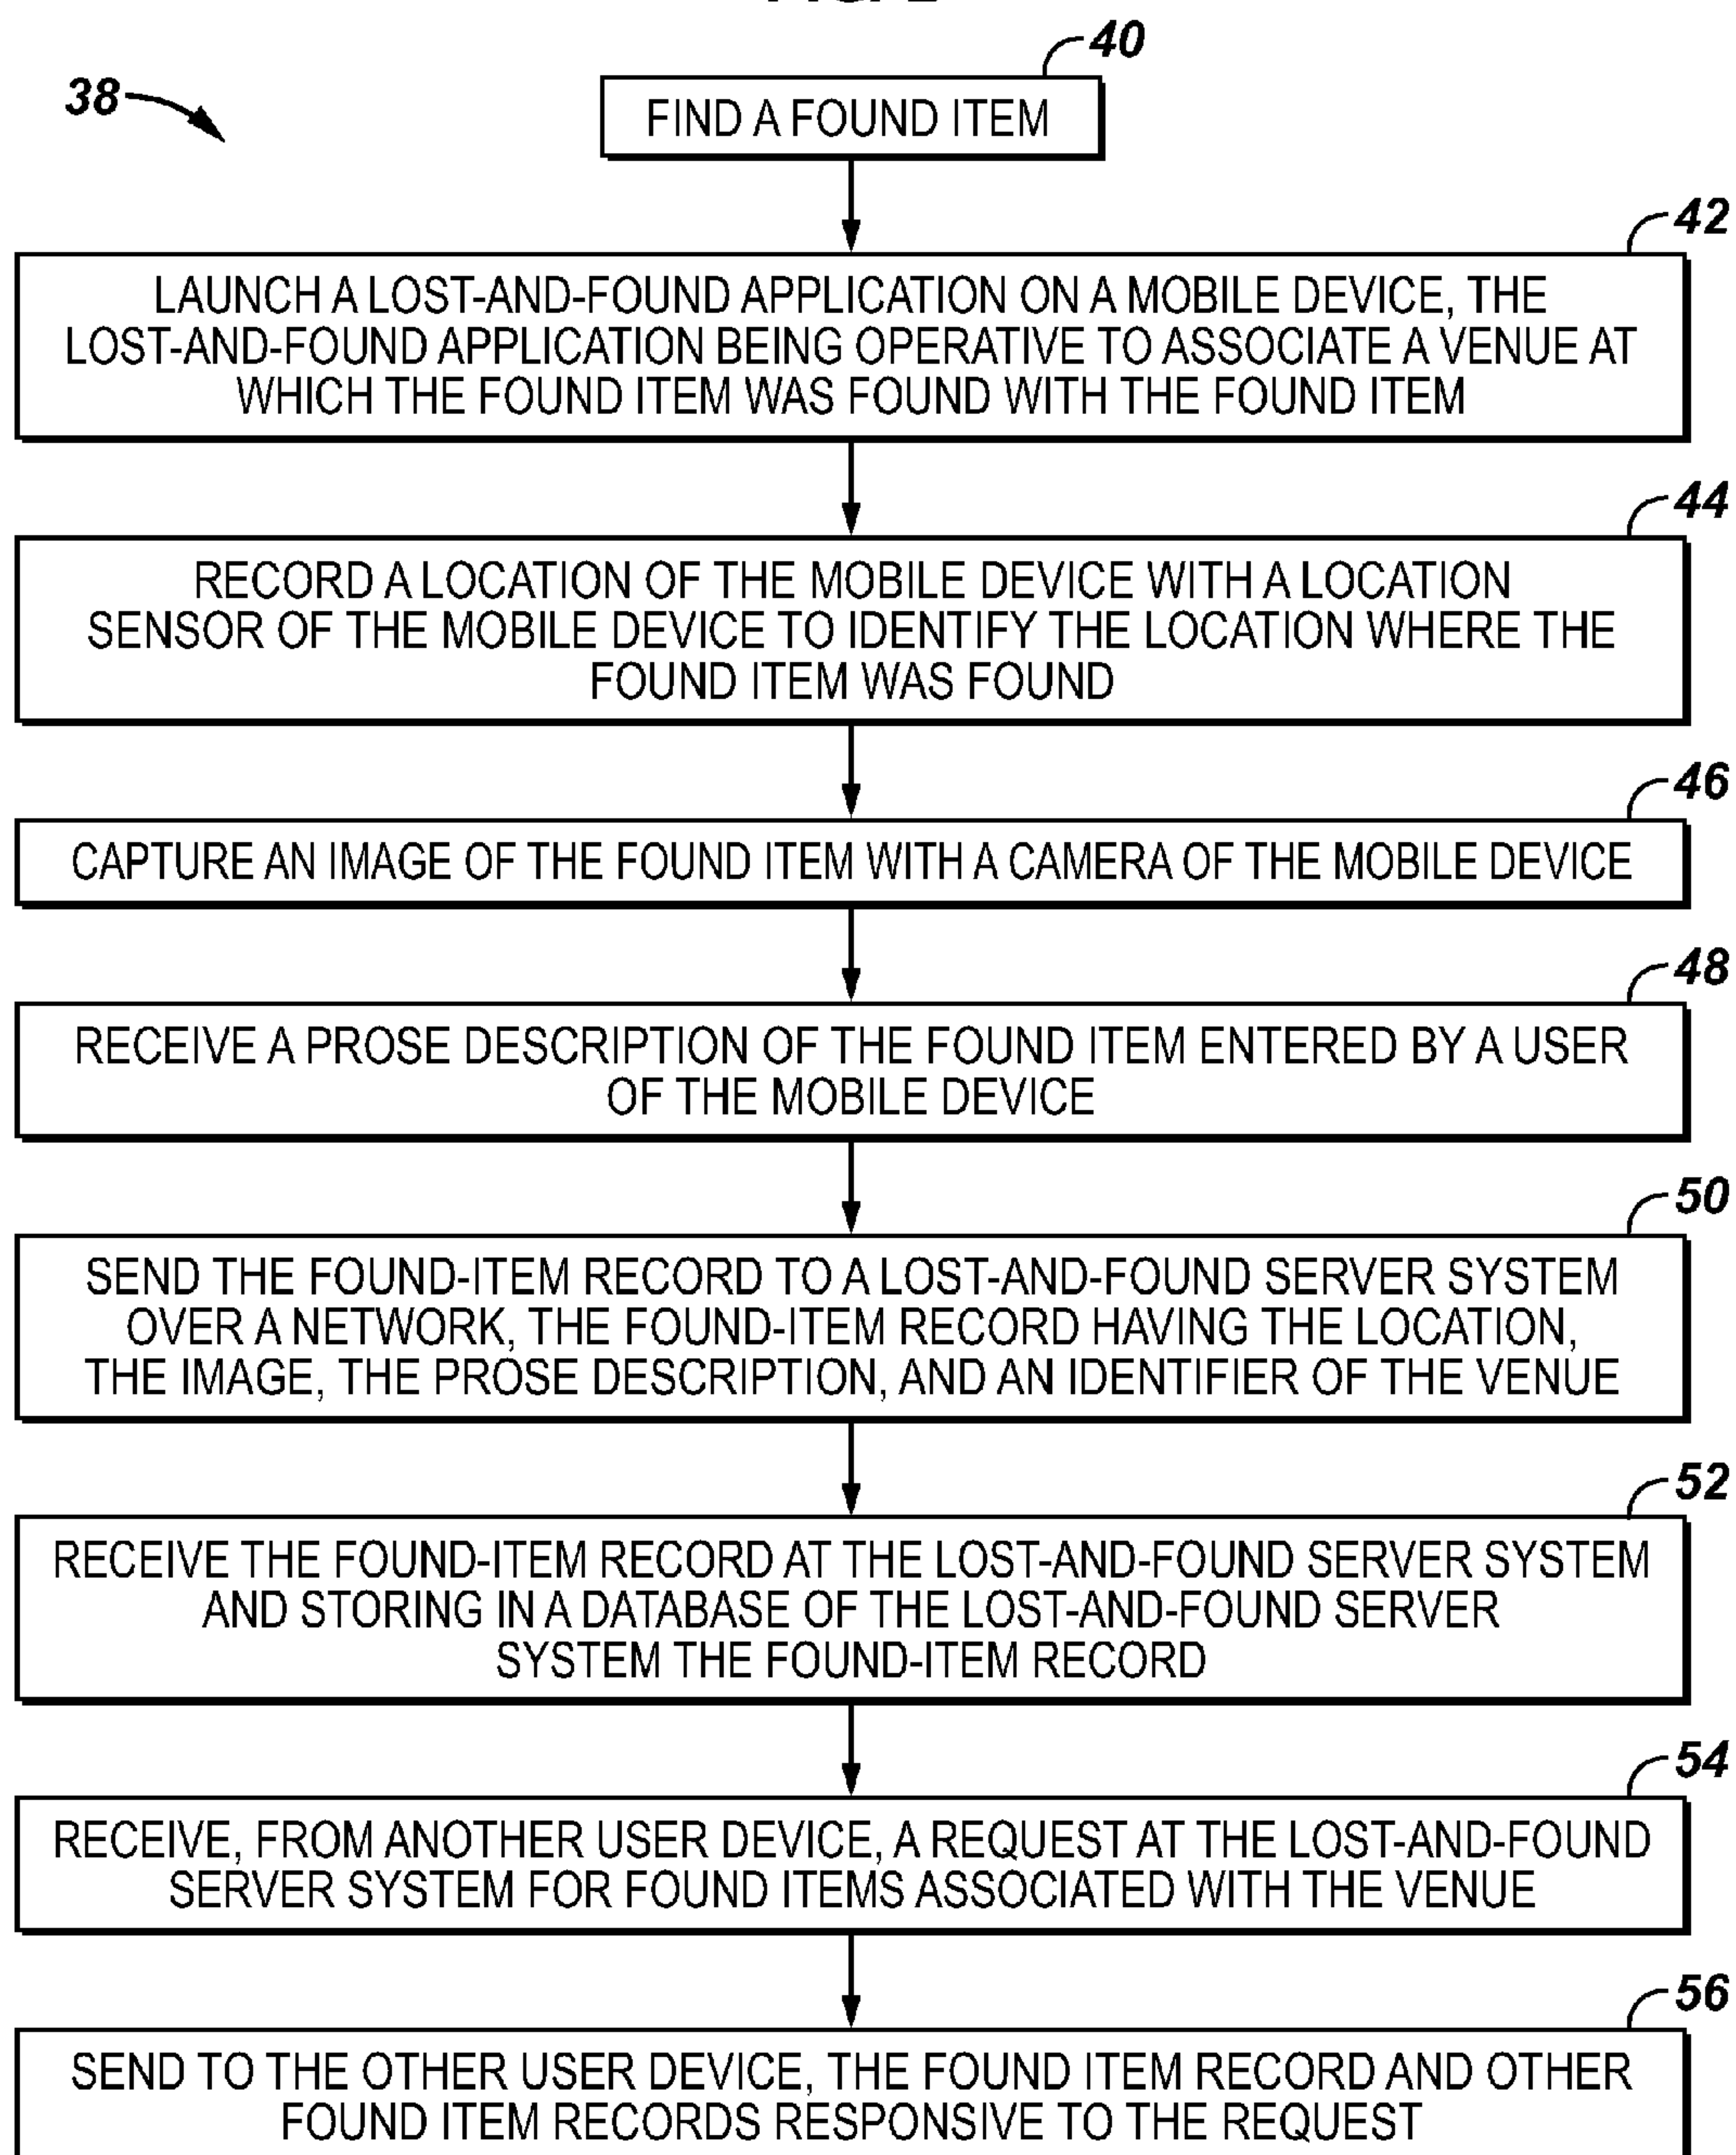 40
38
FIND A FOUND ITEM
42
LAUNCH A LOST-AND-FOUND APPLICATION ON A MOBILE DEVICE, THE
LOST-AND-FOUND APPLICATION BEING OPERATIVE TO ASSOCIATE A VENUE AT
WHICH THE FOUND ITEM WAS FOUND WITH THE FOUND ITEM
44
RECORD A LOCATION OF THE MOBILE DEVICE WITH A LOCATION
SENSOR OF THE MOBILE DEVICE TO IDENTIFY THE LOCATION WHERE THE
FOUND ITEM WAS FOUND
46
CAPTURE AN IMAGE OF THE FOUND ITEM WITH A CAMERA OF THE MOBILE DEVICE
48
RECEIVE A PROSE DESCRIPTION OF THE FOUND ITEM ENTERED BY A USER
OF THE MOBILE DEVICE
50
SEND THE FOUND-ITEM RECORD TO A LOST-AND-FOUND SERVER SYSTEM
OVER A NETWORK, THE FOUND-ITEM RECORD HAVING THE LOCATION,
THE IMAGE, THE PROSE DESCRIPTION, AND AN IDENTIFIER OF THE VENUE
52
RECEIVE THE FOUND-ITEM RECORD AT THE LOST-AND-FOUND SERVER SYSTEM
AND STORING IN A DATABASE OF THE LOST-AND-FOUND SERVER
SYSTEM THE FOUND-ITEM RECORD
54
RECEIVE, FROM ANOTHER USER DEVICE, A REQUEST AT THE LOST-AND-FOUND
SERVER SYSTEM FOR FOUND ITEMS ASSOCIATED WITH THE VENUE
56
SEND TO THE OTHER USER DEVICE, THE FOUND ITEM RECORD AND OTHER
FOUND ITEM RECORDS RESPONSIVE TO THE REQUEST